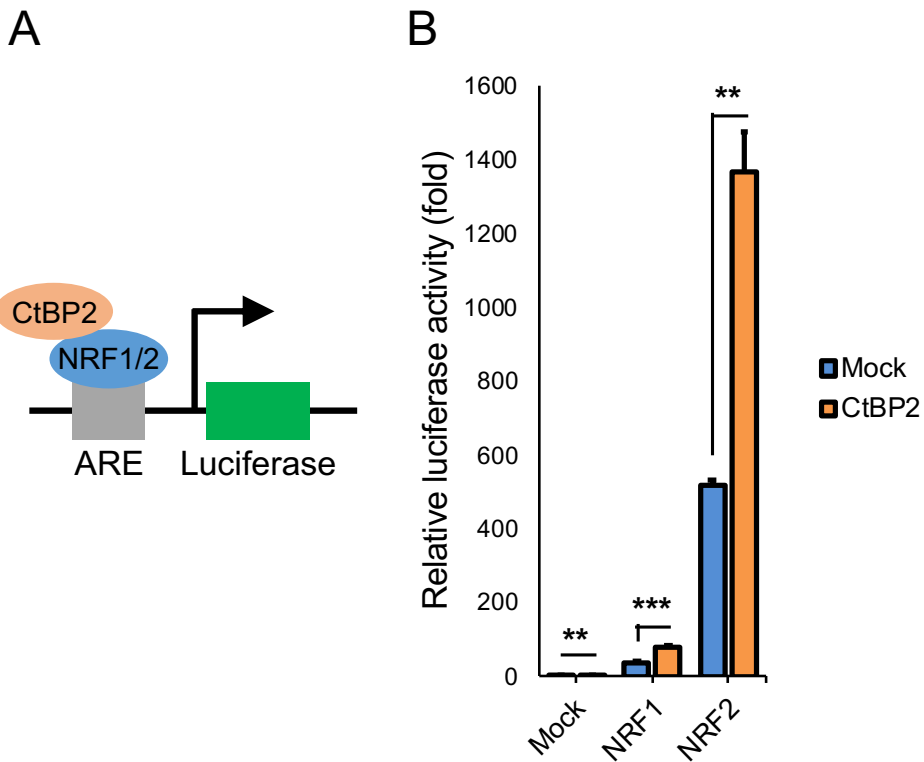 A
CtBP2
NRF1/2
ARE
Luciferase
B
Relative luciferase activity (fold)
1600
1400
1200
1000
800
600
400
200
0
**
***
**
Mock
NRF1
NRF2
Mock
CtBP2